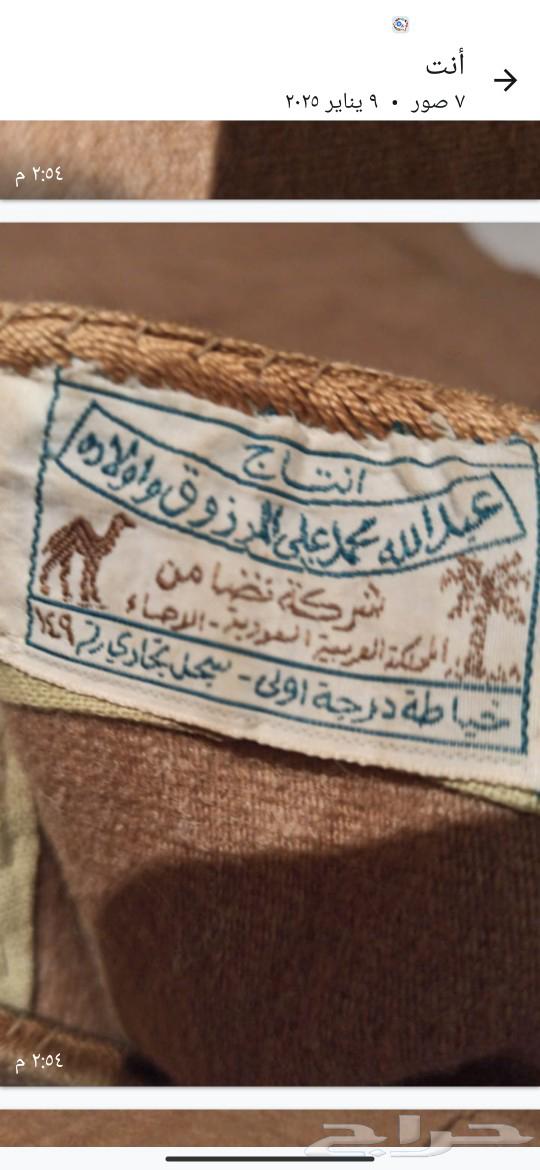 أنت
٧ صور • ٩ يناير ٢٠٢٥
٢:٥٤ م
انتاج
عبدالله محمد علي المرزوق واولاده
شركة تضامن
المملكة العربية السعودية - الاحساء
خياطة درجة اولى - سجل تجاري رقم ١٧٤٩
٢:٥٤ م
حراج